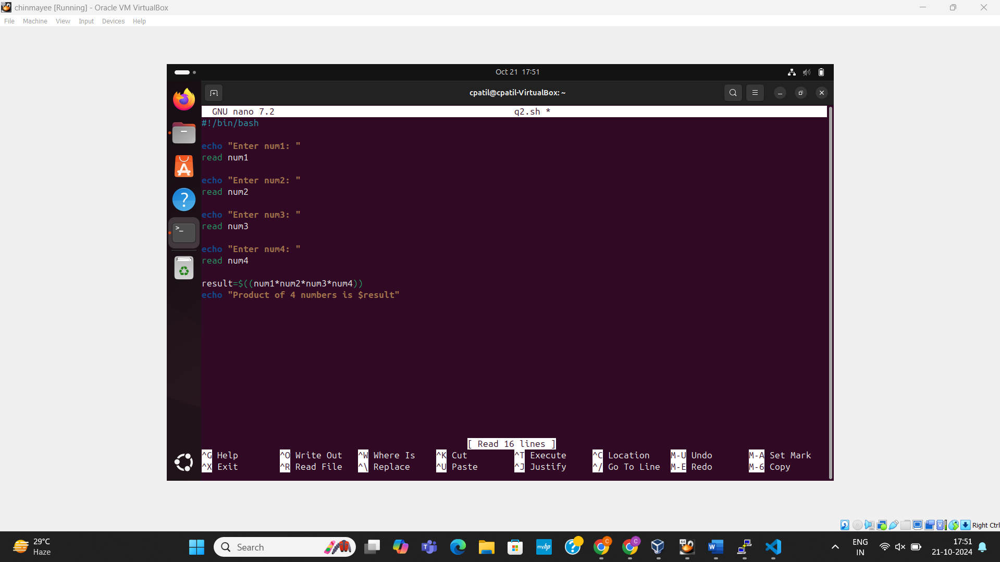 chinmayee [Running] - Oracle VM VirtualBox
File Machine View Input Devices Help
Oct 21 17:51
cpatil@cpatil-VirtualBox: ~
GNU nano 7.2 q2.sh *
#!/bin/bash
echo "Enter num1: "
read num1
echo "Enter num2: "
read num2
echo "Enter num3: "
read num3
echo "Enter num4: "
read num4
result=$((num1*num2*num3*num4))
echo "Product of 4 numbers is $result"
[ Read 16 lines ]
^G Help ^O Write Out ^W Where Is ^K Cut ^T Execute ^C Location M-U Undo M-A Set Mark
^X Exit ^R Read File ^\ Replace ^U Paste ^J Justify ^/ Go To Line M-E Redo M-6 Copy
Right Ctrl
29°C
Haze
Search
myhp
ENG
IN
17:51
21-10-2024